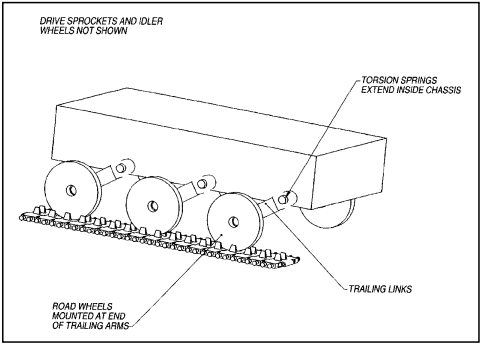 DRIVE SPROCKETS AND IDLER
WHEELS NOT SHOWN
TORSION SPRINGS
EXTEND INSIDE CHASSIS
TRAILING LINKS
ROAD WHEELS
MOUNTED AT END
OF TRAILING ARMS